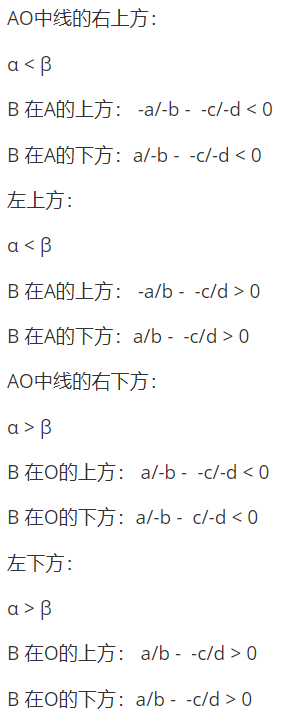 AO中线的右上方：
α < β
B 在A的上方： -a/-b -  -c/-d < 0
B 在A的下方：a/-b -  -c/-d < 0
左上方：
α < β
B 在A的上方： -a/b -  -c/d > 0
B 在A的下方：a/b -  -c/d > 0
AO中线的右下方：
α > β
B 在O的上方： a/-b -  -c/-d < 0
B 在O的下方：a/-b -  c/-d < 0
左下方：
α > β
B 在O的上方： a/b -  -c/d > 0
B 在O的下方：a/b -  -c/d > 0